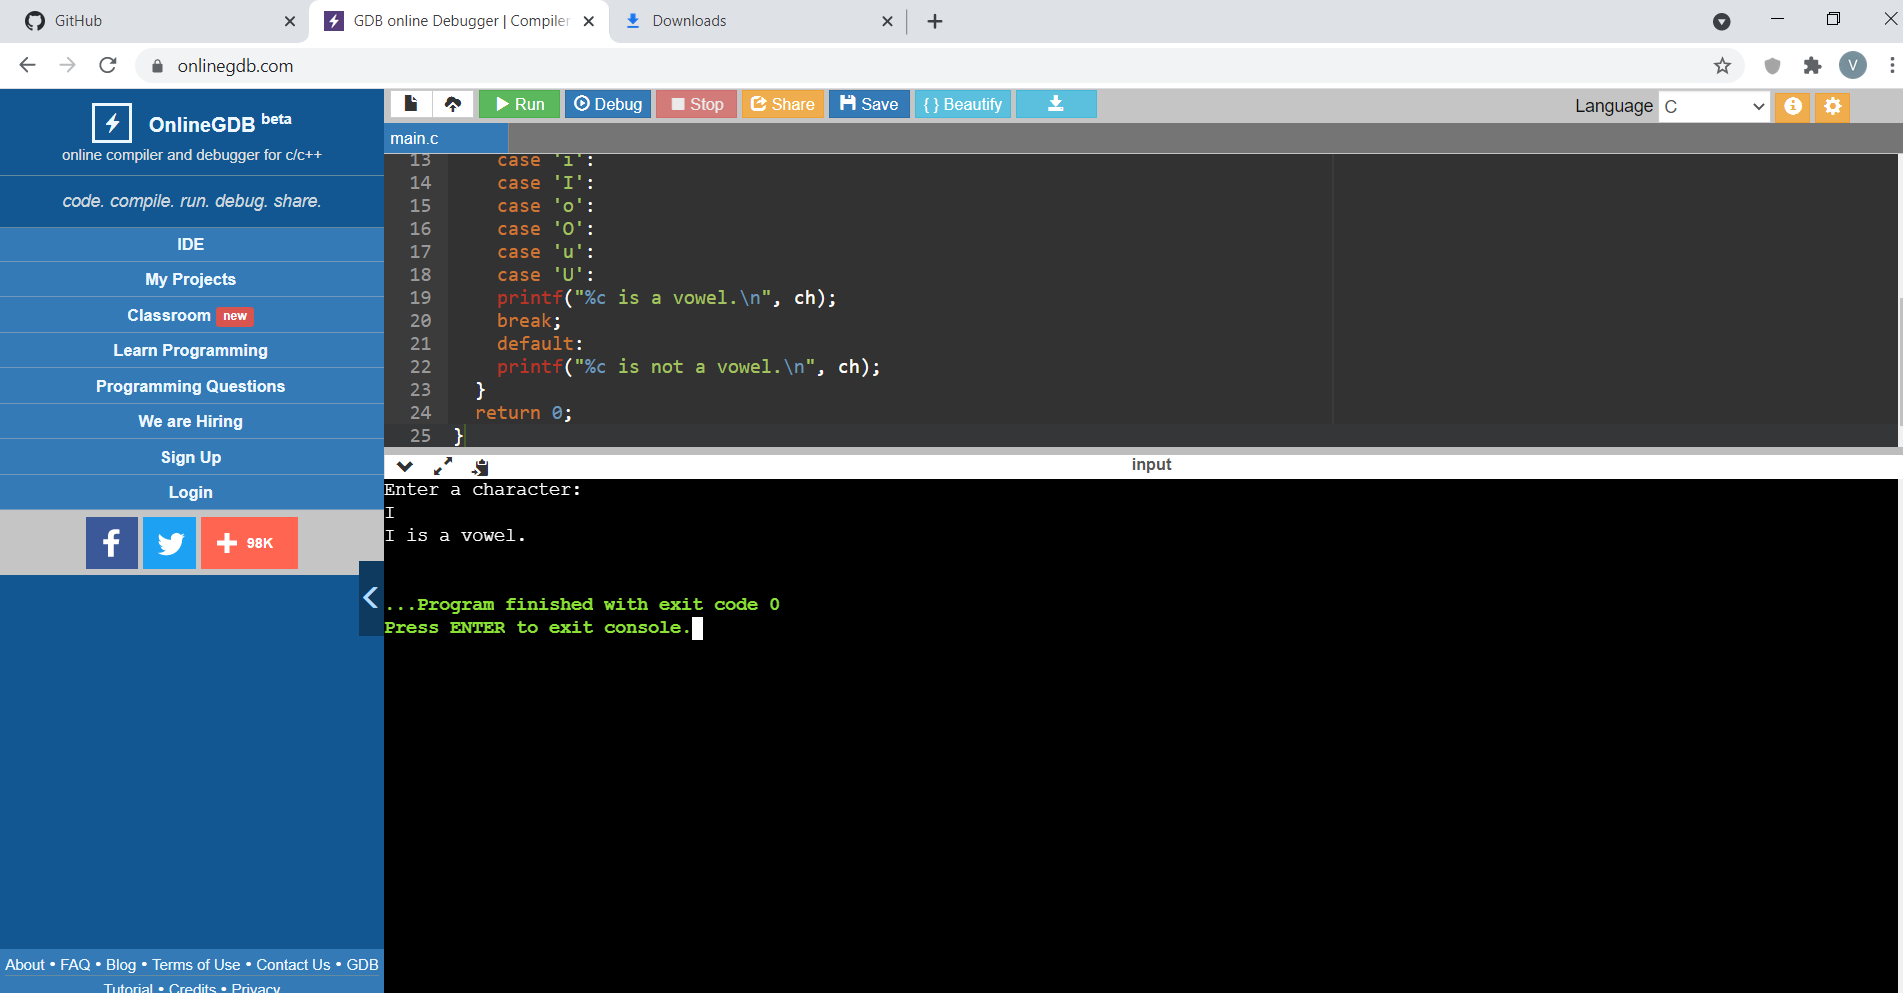 GitHub
GDB online Debugger | Compiler
Downloads
onlinegdb.com
V
OnlineGDB beta
online compiler and debugger for c/c++
code. compile. run. debug. share.
IDE
My Projects
Classroom new
Learn Programming
Programming Questions
We are Hiring
Sign Up
Login
98K
About • FAQ • Blog • Terms of Use • Contact Us • GDB
Tutorial • Credits • Privacy
Run Debug Stop Share Save { } Beautify
Language C
main.c
13 case 'i':
14 case 'I':
15 case 'o':
16 case 'O':
17 case 'u':
18 case 'U':
19 printf("%c is a vowel.\n", ch);
20 break;
21 default:
22 printf("%c is not a vowel.\n", ch);
23 }
24 return 0;
25 }
input
Enter a character:
I
I is a vowel.
...Program finished with exit code 0
Press ENTER to exit console.